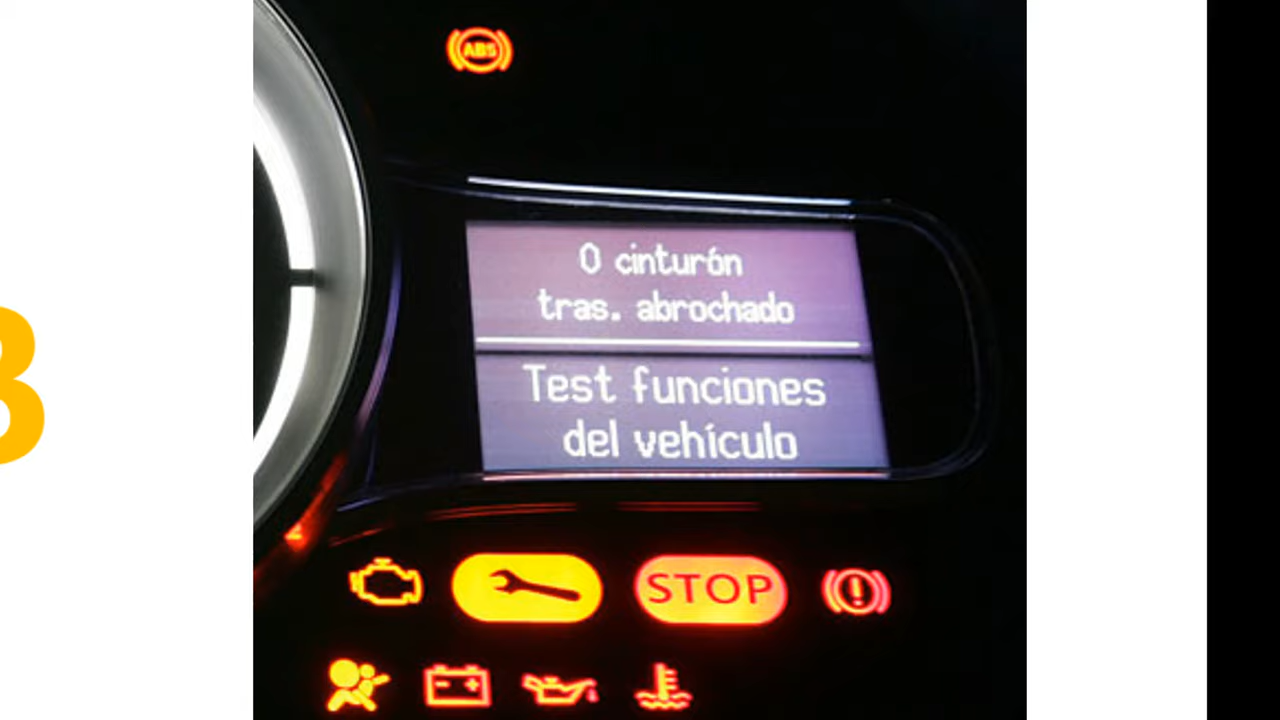 ABS
0 cinturón
tras. abrochado
Test funciones
del vehículo
STOP